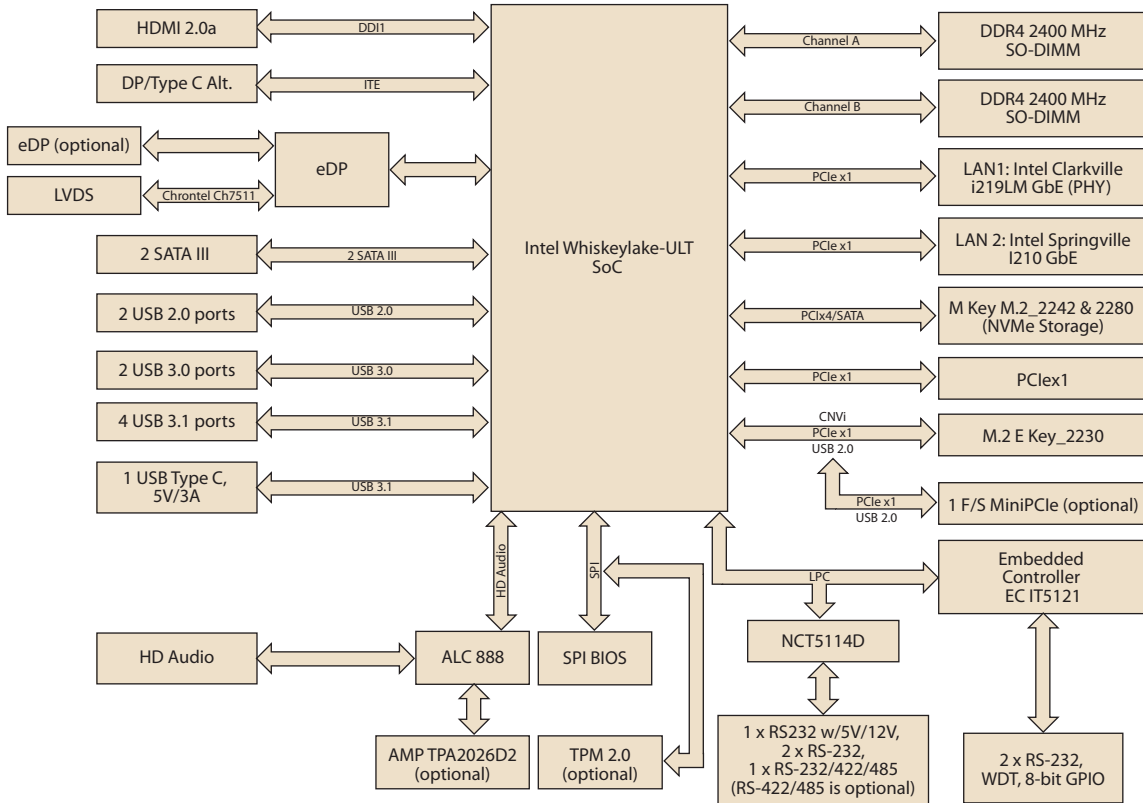 HDMI 2.0a
DDI1
DP/Type C Alt.
ITE
eDP (optional)
eDP
LVDS
Chrontel Ch7511
2 SATA III
2 SATA III
2 USB 2.0 ports
USB 2.0
2 USB 3.0 ports
USB 3.0
4 USB 3.1 ports
USB 3.1
1 USB Type C,
5V/3A
USB 3.1
Intel Whiskeylake-ULT
SoC
Channel A
DDR4 2400 MHz
SO-DIMM
Channel B
DDR4 2400 MHz
SO-DIMM
PCIe x1
LAN1: Intel Clarkville
i219LM GbE (PHY)
PCIe x1
LAN 2: Intel Springville
I210 GbE
PCIx4/SATA
M Key M.2_2242 & 2280
(NVMe Storage)
PCIe x1
PCIex1
CNVi
PCIe x1
USB 2.0
M.2 E Key_2230
PCIe x1
USB 2.0
1 F/S MiniPCIe (optional)
HD Audio
SPI
LPC
Embedded
Controller
EC IT5121
HD Audio
ALC 888
SPI BIOS
NCT5114D
AMP TPA2026D2
(optional)
TPM 2.0
(optional)
1 x RS232 w/5V/12V,
2 x RS-232,
1 x RS-232/422/485
(RS-422/485 is optional)
2 x RS-232,
WDT, 8-bit GPIO